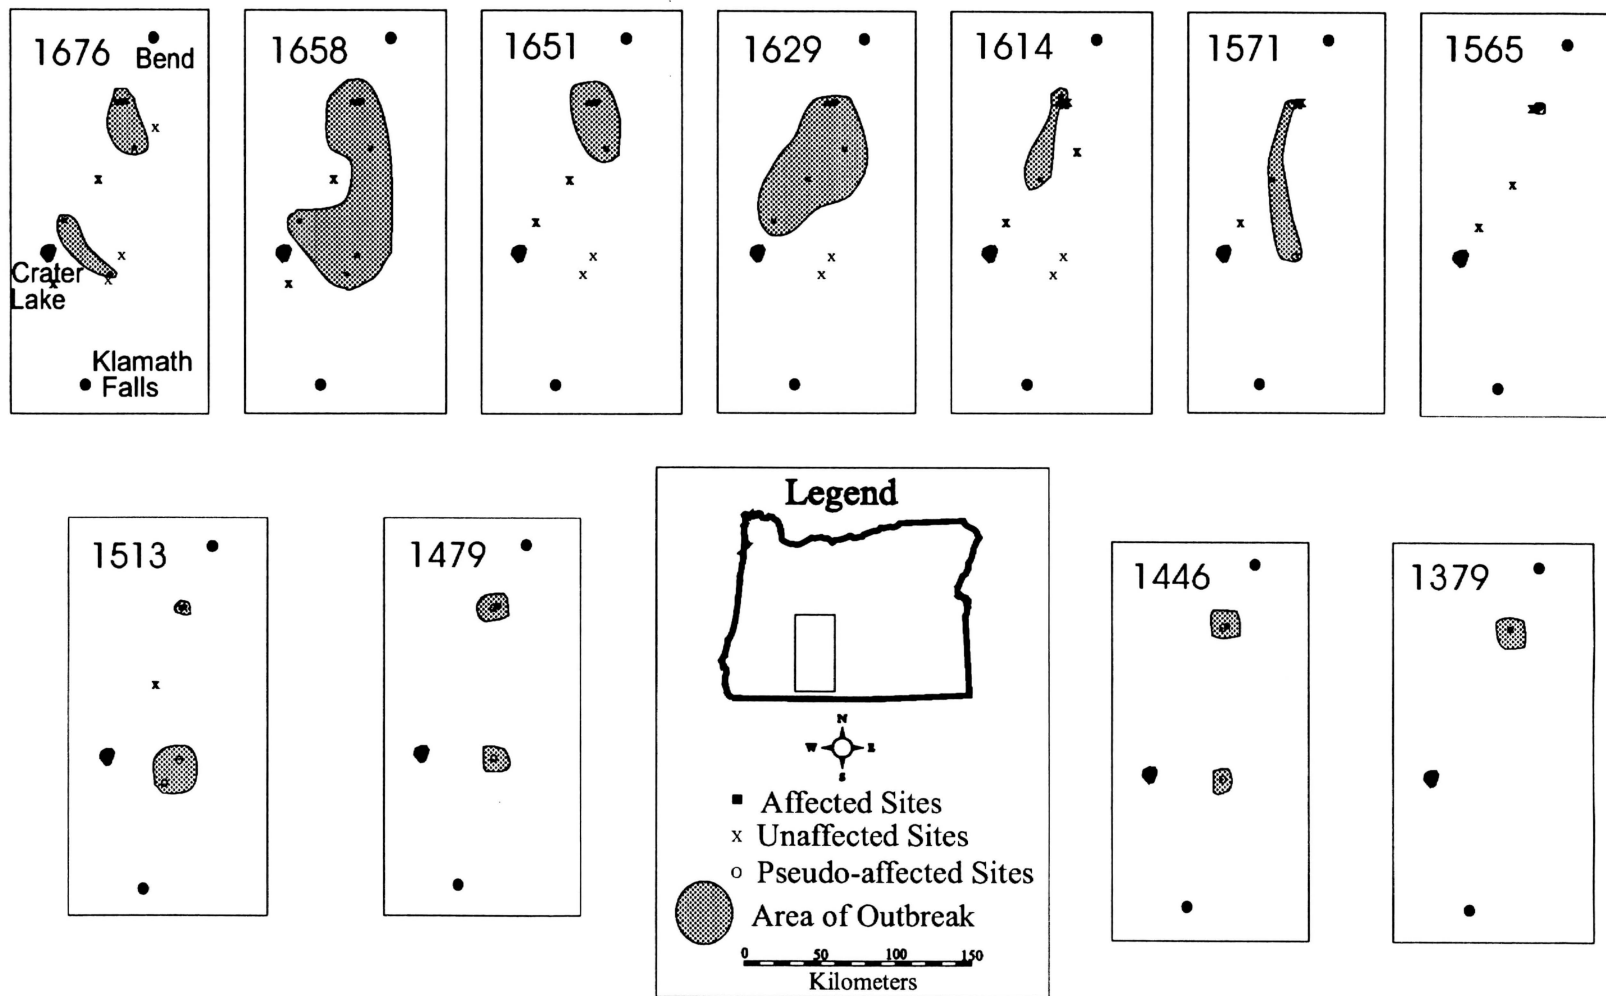 1676
Bend
Crater
Lake
Klamath
Falls
1658
1651
1629
1614
1571
1565
1513
1479
Legend
N
W E
S
Affected Sites
x Unaffected Sites
o Pseudo-affected Sites
Area of Outbreak
0 50 100 150
Kilometers
1446
1379